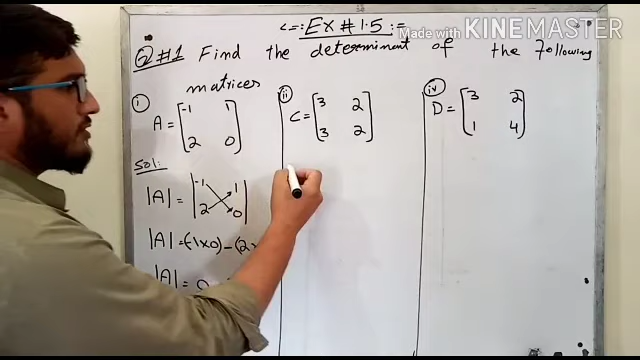 <=:Ex # 1.5:=
Made with KINEMASTER
Q#1 Find the determinent of the Following
matrices
i
A = [-1 1
2 0]
Sol:
|A| = |-1 1
2 0|
|A| = (-1×0) - (2×
|A| = 0
ii
C = [3 2
3 2]
iv
D = [3 2
1 4]